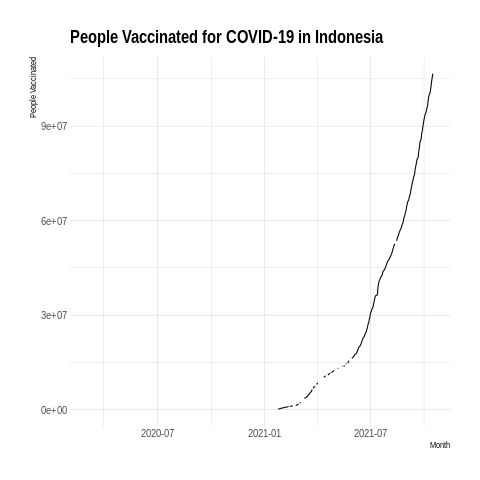 People Vaccinated for COVID-19 in Indonesia
People Vaccinated
9e+07
6e+07
3e+07
0e+00
2020-07
2021-01
2021-07
Month